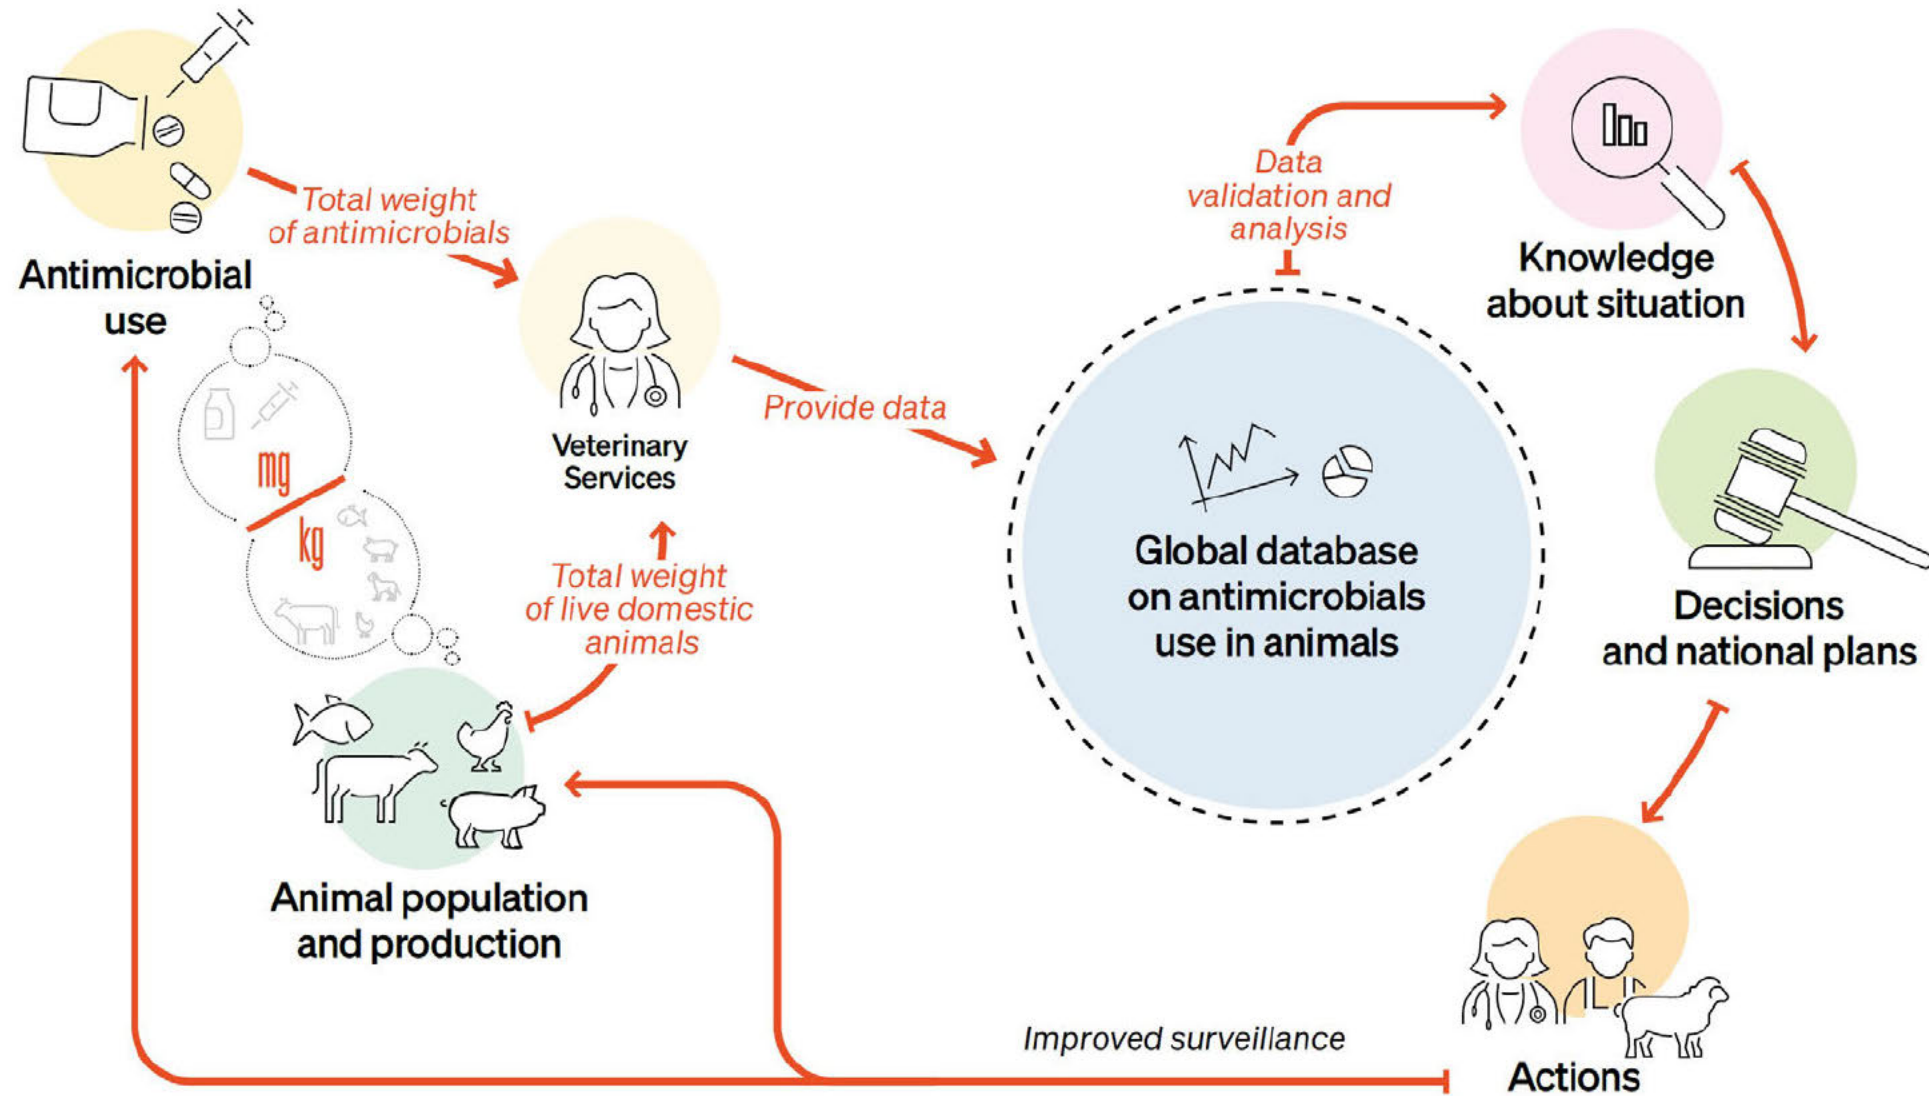 Total weight
of antimicrobials
Antimicrobial
use
mg
kg
Veterinary
Services
Provide data
Total weight
of live domestic
animals
Animal population
and production
Data
validation and
analysis
Global database
on antimicrobials
use in animals
Knowledge
about situation
Decisions
and national plans
Improved surveillance
Actions